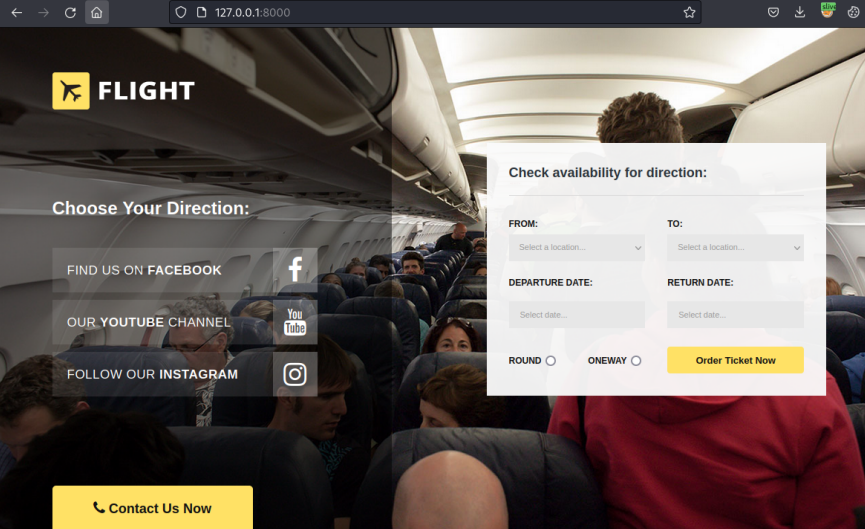 127.0.0.1:8000
slive
FLIGHT
Choose Your Direction:
FIND US ON FACEBOOK
OUR YOUTUBE CHANNEL
You
Tube
FOLLOW OUR INSTAGRAM
Contact Us Now
Check availability for direction:
FROM:
TO:
Select a location...
Select a location...
DEPARTURE DATE:
RETURN DATE:
Select date...
Select date...
ROUND
ONEWAY
Order Ticket Now